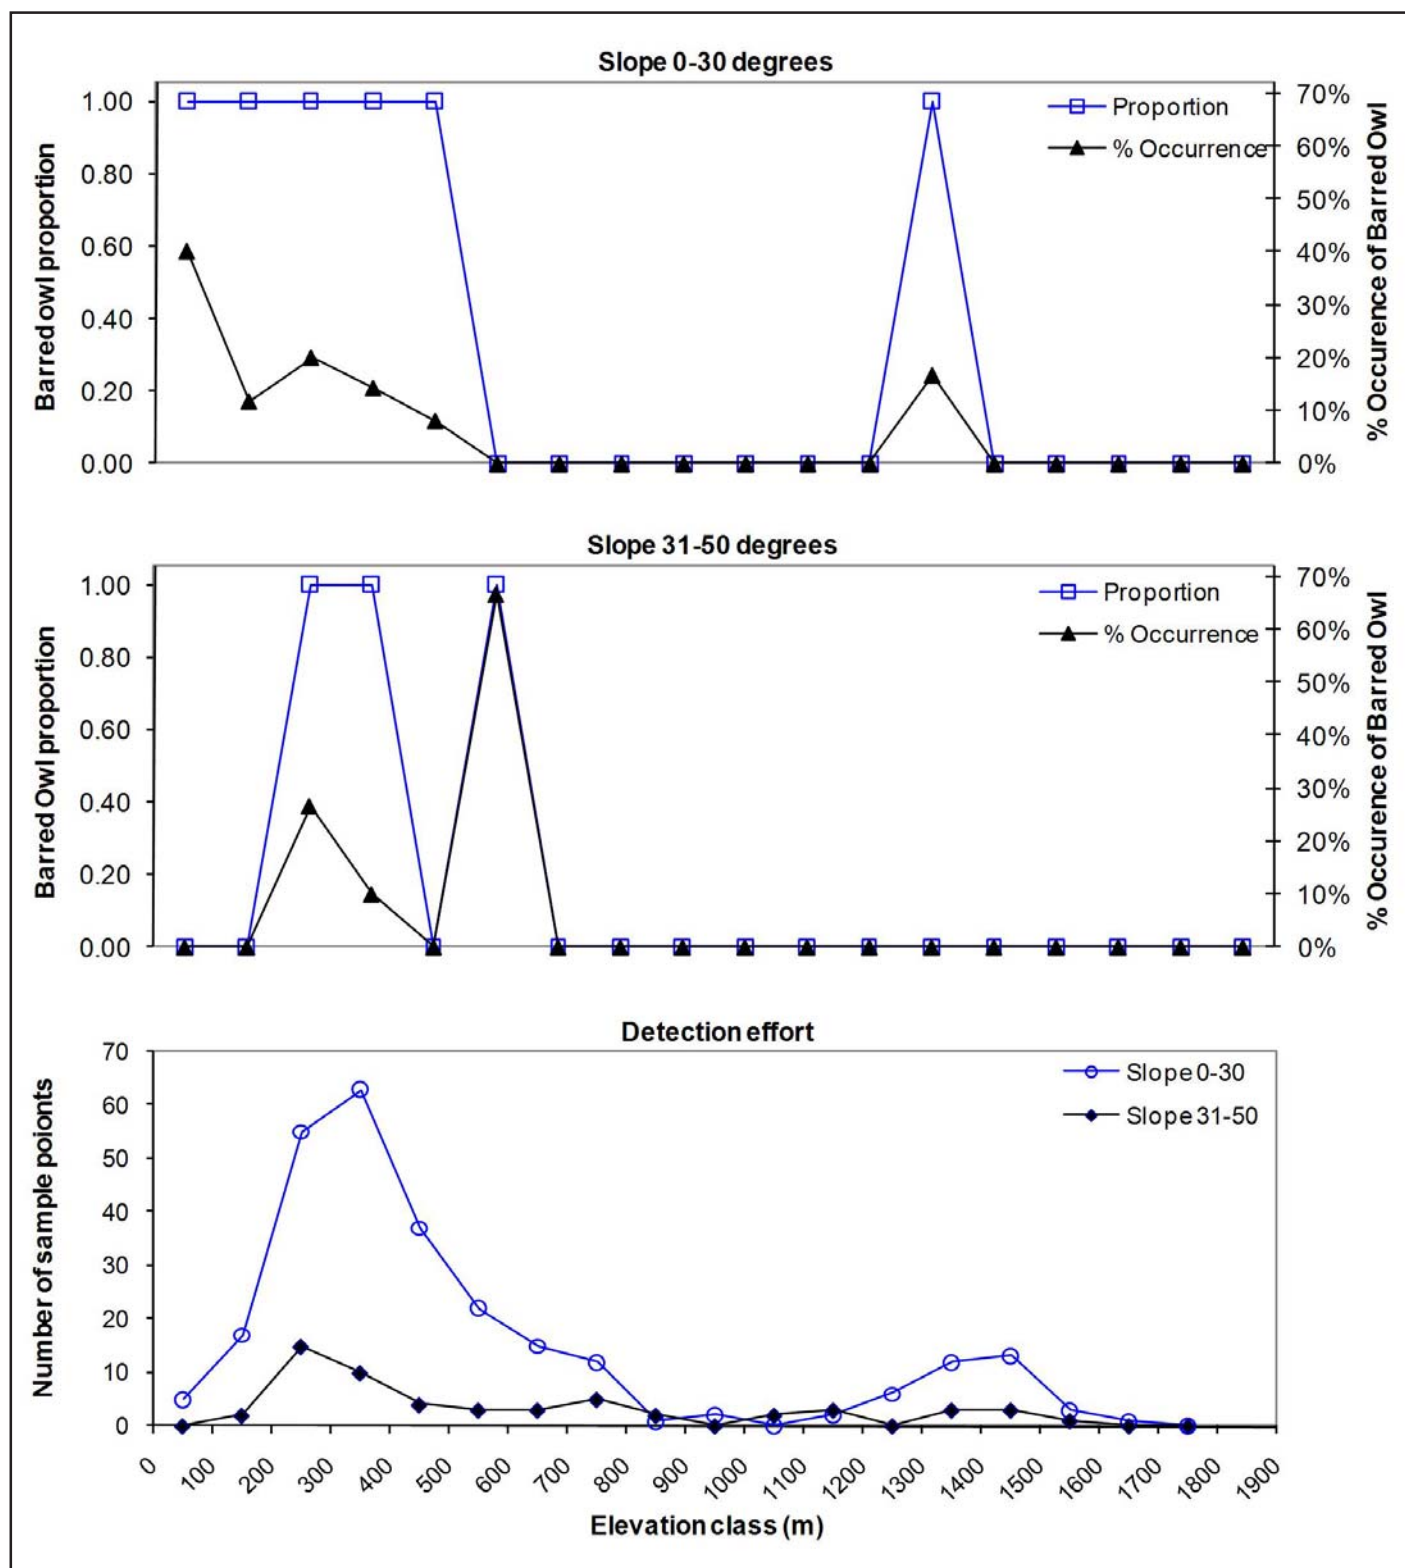 Slope 0-30 degrees
Barred owl proportion
1.00
0.80
0.60
0.40
0.20
0.00
Proportion
% Occurrence
70%
60%
50%
40%
30%
20%
10%
0%
% Occurence of Barred Owl
Slope 31-50 degrees
Barred Owl proportion
1.00
0.80
0.60
0.40
0.20
0.00
Proportion
% Occurrence
70%
60%
50%
40%
30%
20%
10%
0%
% Occurence of Barred Owl
Detection effort
Number of sample poionts
70
60
50
40
30
20
10
0
Slope 0-30
Slope 31-50
0 100 200 300 400 500 600 700 800 900 1000 1100 1200 1300 1400 1500 1600 1700 1800 1900
Elevation class (m)